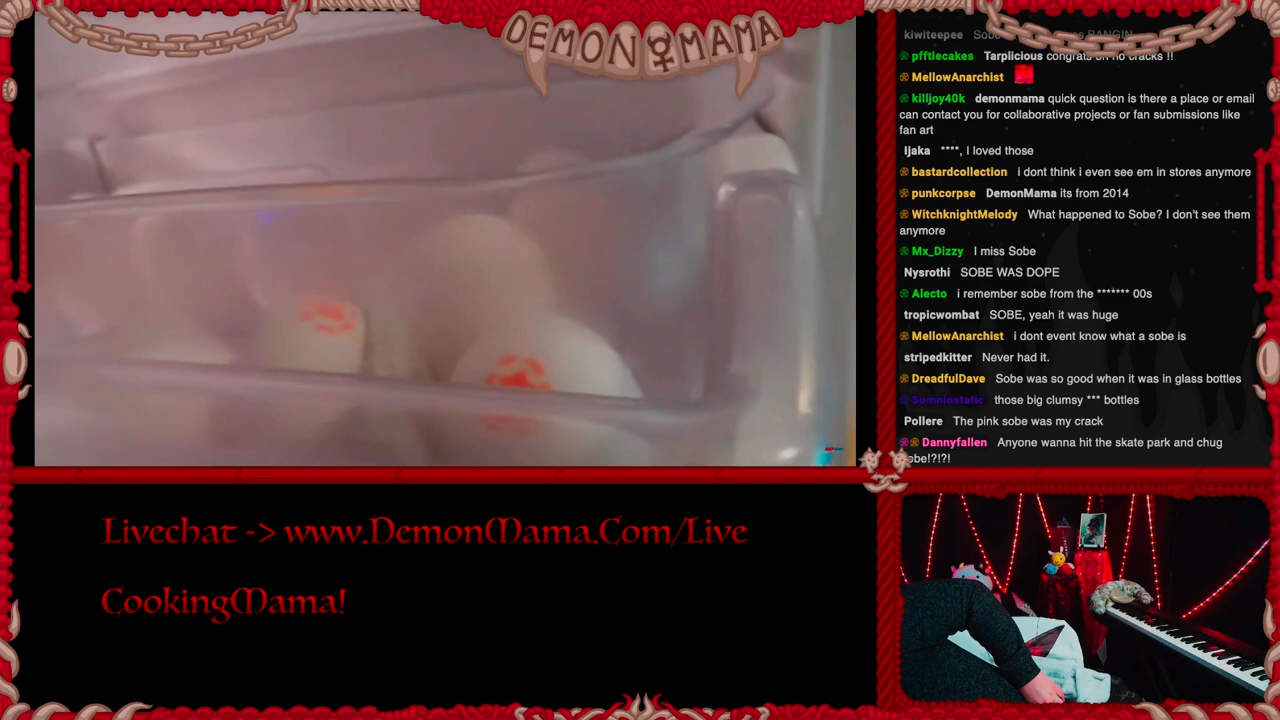 DEMON MAMA
kiwiteepee Sobe BANGIN
pfftlecakes Tarplicious congrats on no cracks !!
MellowAnarchist
killjoy40k demonmama quick question is there a place or email
can contact you for collaborative projects or fan submissions like
fan art
Ijaka ****, I loved those
bastardcollection i dont think i even see em in stores anymore
punkcorpse DemonMama its from 2014
WitchknightMelody What happened to Sobe? I don't see them
anymore
Mx_Dizzy I miss Sobe
Nysrothi SOBE WAS DOPE
Alecto i remember sobe from the ******* 00s
tropicwombat SOBE, yeah it was huge
MellowAnarchist i dont event know what a sobe is
stripedkitter Never had it.
DreadfulDave Sobe was so good when it was in glass bottles
Somniostatic those big clumsy *** bottles
Pollere The pink sobe was my crack
Dannyfallen Anyone wanna hit the skate park and chug
obe!?!?!
Livechat -> www.DemonMama.Com/Live
CookingMama!